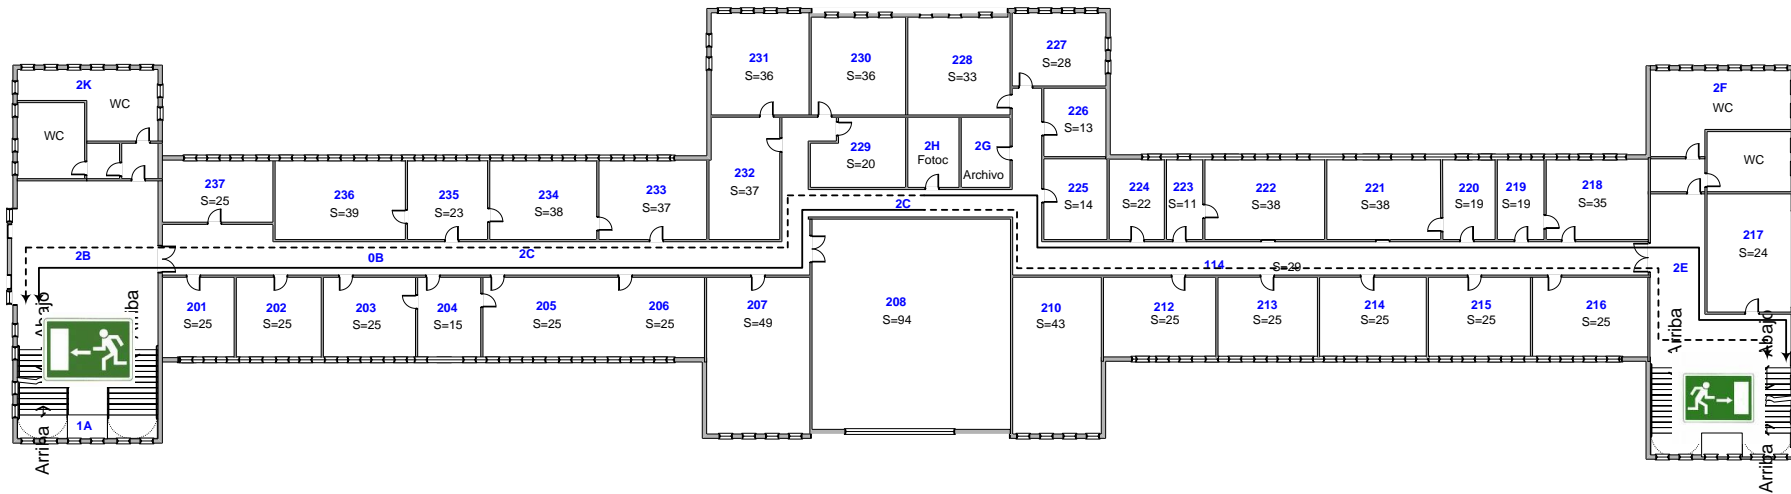 231
S=36
230
S=36
228
S=33
227
S=28
2K
WC
WC
226
S=13
2F
WC
WC
237
S=25
236
S=39
235
S=23
234
S=38
233
S=37
232
S=37
229
S=20
2H
Fotoc
2G
Archivo
225
S=14
224
S=22
223
S=11
222
S=38
221
S=38
220
S=19
219
S=19
218
S=35
217
S=24
2C
2B
0B
2C
114
S=29
2E
201
S=25
202
S=25
203
S=25
204
S=15
205
S=25
206
S=25
207
S=49
208
S=94
210
S=43
212
S=25
213
S=25
214
S=25
215
S=25
216
S=25
Abajo
Arriba
Abajo
1A
Arriba
Arriba